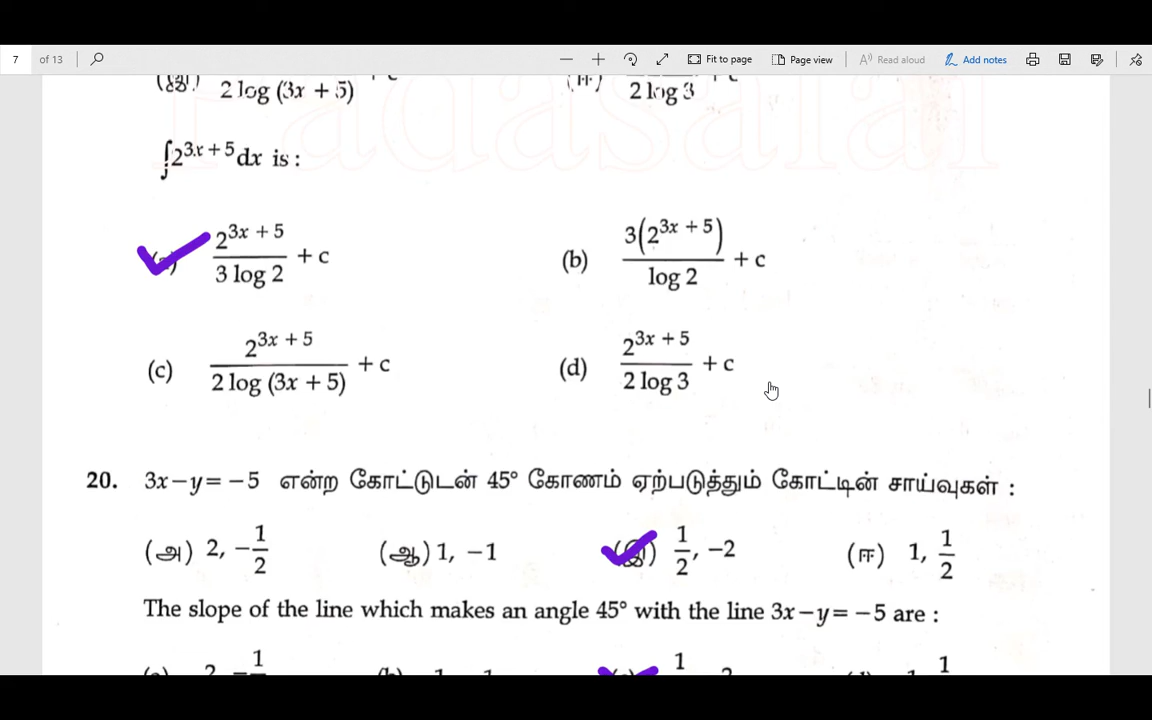 7 of 13 Fit to page Page view Read aloud Add notes
2 log (3x + 5) + c (ஈ) 2 log 3 + c
∫2^{3x + 5} dx is :
2^{3x + 5} / 3 log 2 + c (b) 3(2^{3x + 5}) / log 2 + c
(c) 2^{3x + 5} / 2 log (3x + 5) + c (d) 2^{3x + 5} / 2 log 3 + c
20. 3x − y = −5 என்ற கோட்டுடன் 45° கோணம் ஏற்படுத்தும் கோட்டின் சாய்வுகள் :
(அ) 2, −1/2 (ஆ) 1, −1 (இ) 1/2, −2 (ஈ) 1, 1/2
The slope of the line which makes an angle 45° with the line 3x − y = −5 are :